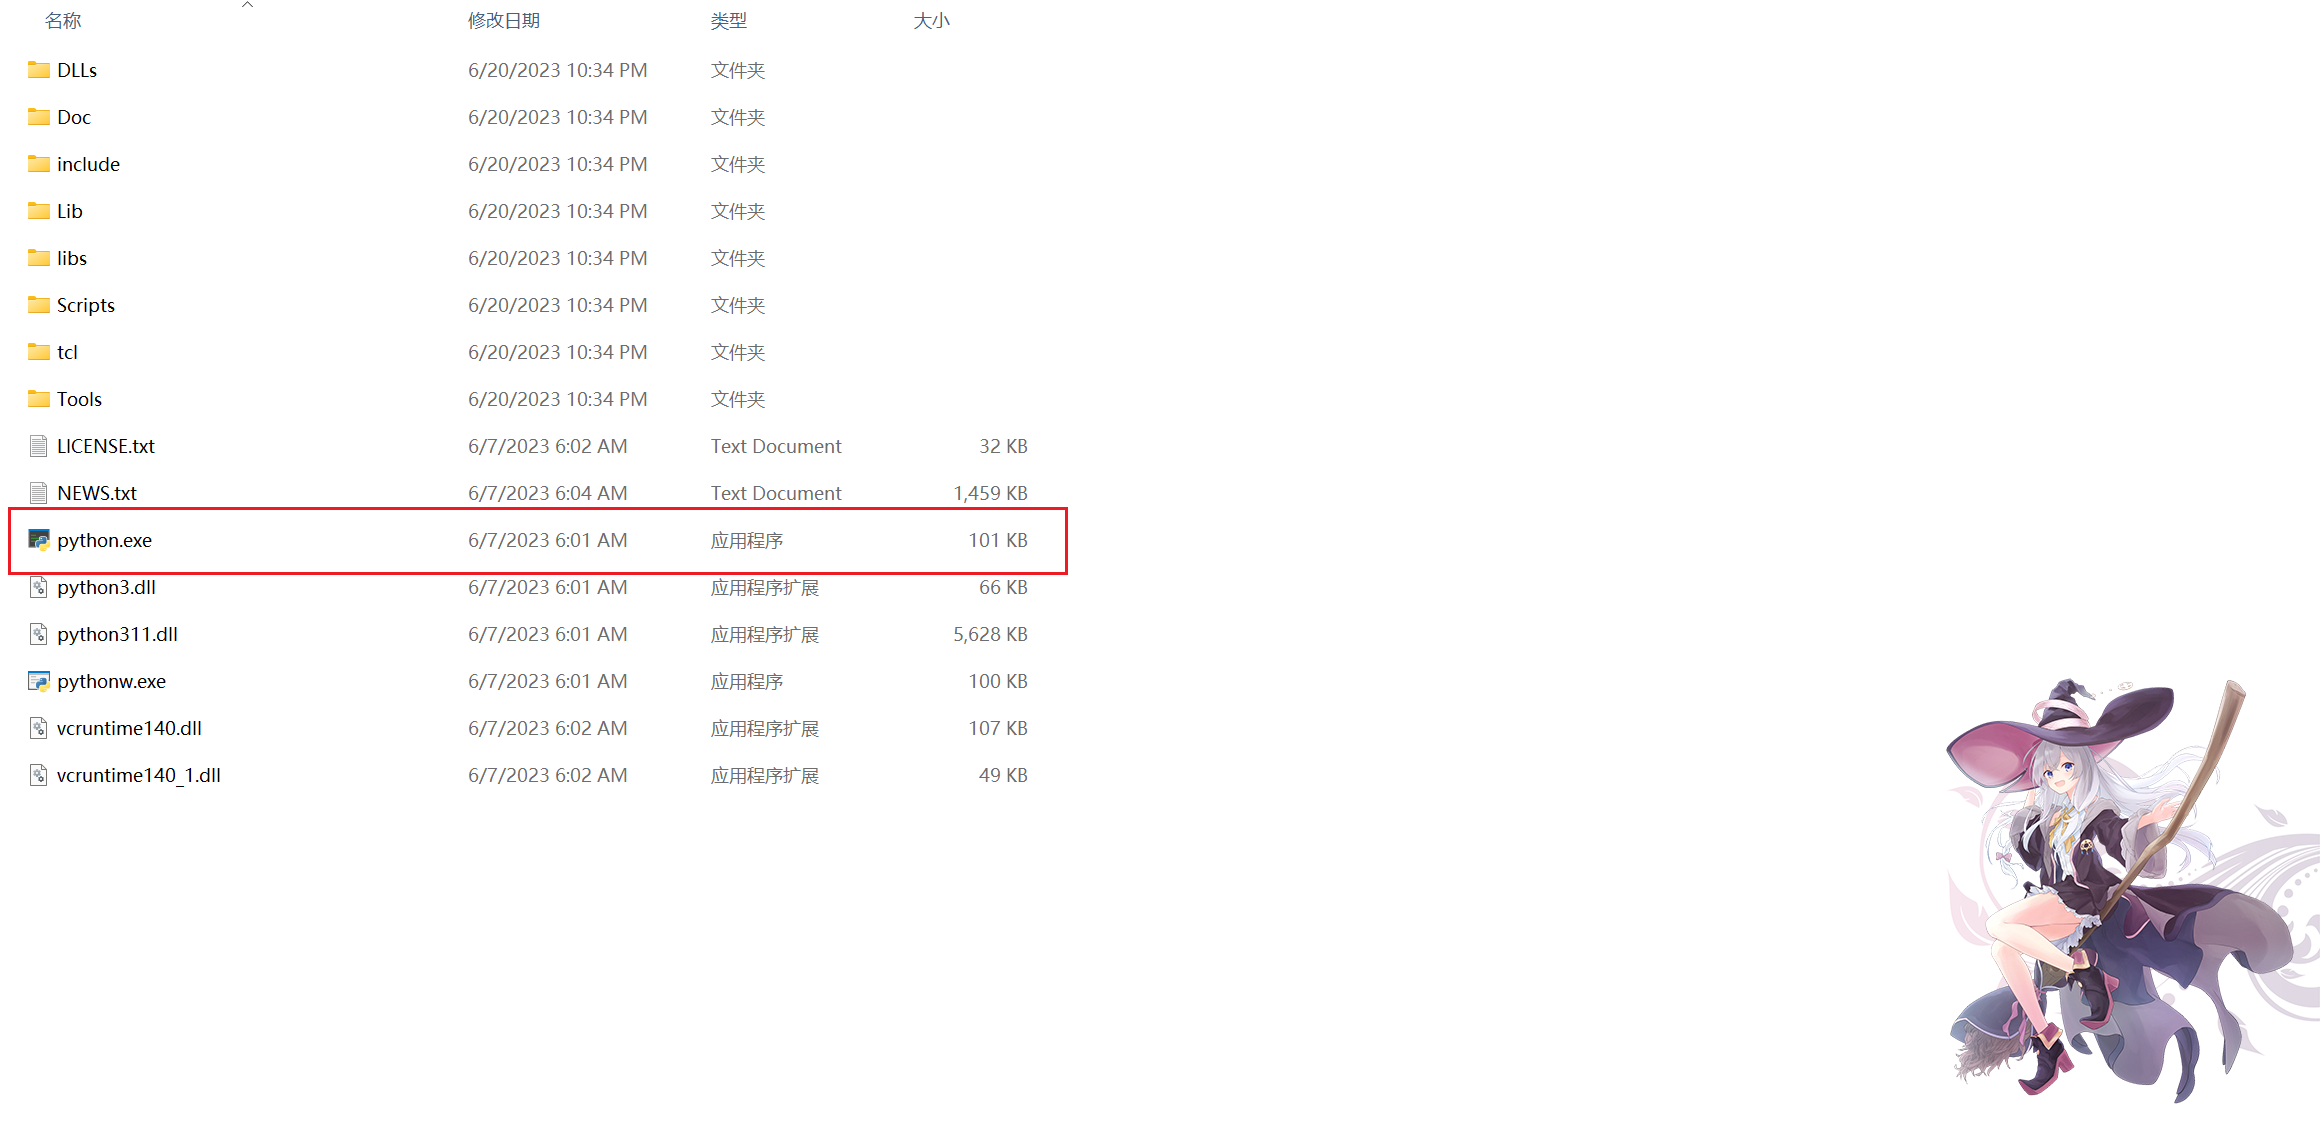 名称 修改日期 类型 大小
DLLs 6/20/2023 10:34 PM 文件夹
Doc 6/20/2023 10:34 PM 文件夹
include 6/20/2023 10:34 PM 文件夹
Lib 6/20/2023 10:34 PM 文件夹
libs 6/20/2023 10:34 PM 文件夹
Scripts 6/20/2023 10:34 PM 文件夹
tcl 6/20/2023 10:34 PM 文件夹
Tools 6/20/2023 10:34 PM 文件夹
LICENSE.txt 6/7/2023 6:02 AM Text Document 32 KB
NEWS.txt 6/7/2023 6:04 AM Text Document 1,459 KB
python.exe 6/7/2023 6:01 AM 应用程序 101 KB
python3.dll 6/7/2023 6:01 AM 应用程序扩展 66 KB
python311.dll 6/7/2023 6:01 AM 应用程序扩展 5,628 KB
pythonw.exe 6/7/2023 6:01 AM 应用程序 100 KB
vcruntime140.dll 6/7/2023 6:02 AM 应用程序扩展 107 KB
vcruntime140_1.dll 6/7/2023 6:02 AM 应用程序扩展 49 KB